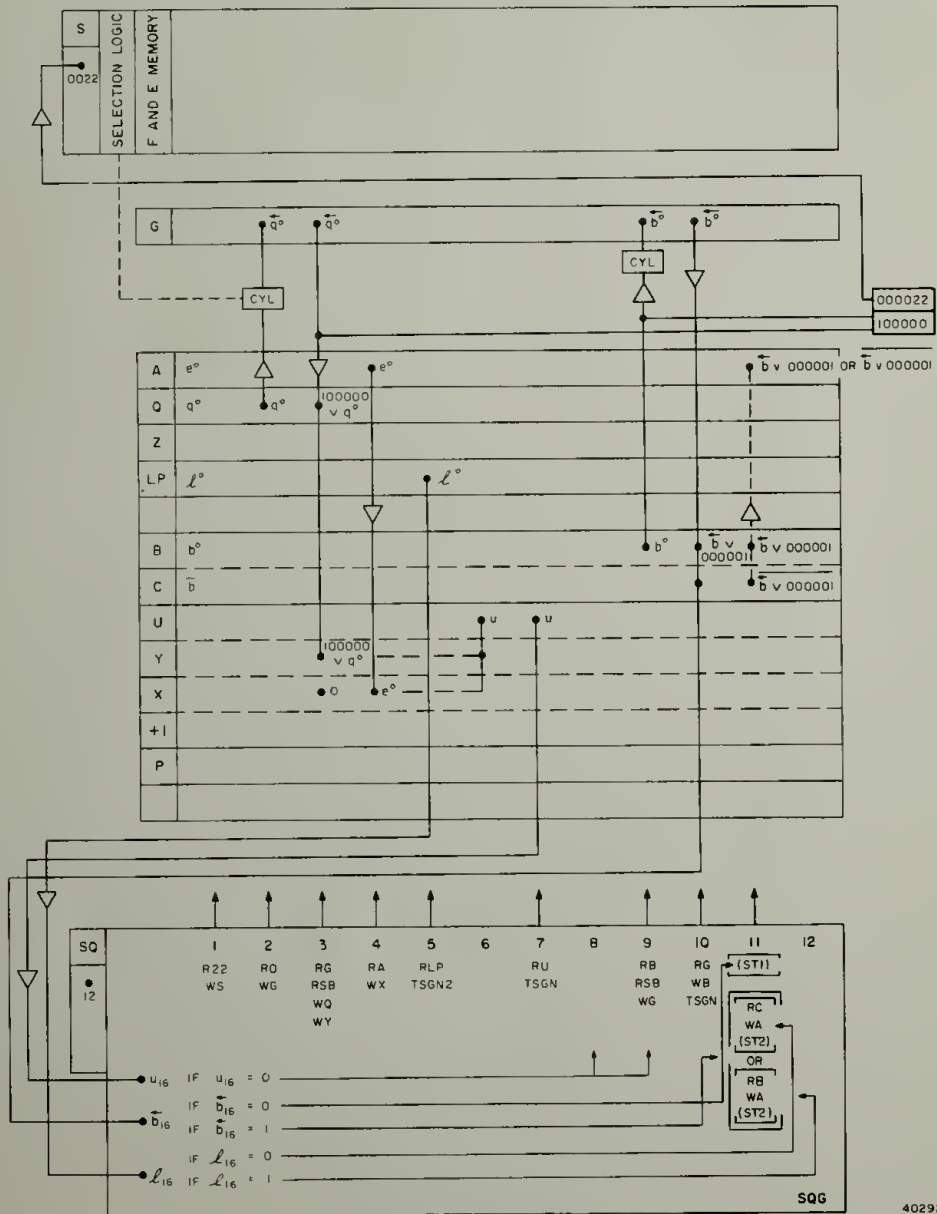 S
SELECTION LOGIC
F AND E MEMORY
0022
G
q°
q°
b°
b°
CYL
CYL
000022
100000
A e° e° b v 000001 OR b v 000001
Q q° q° 100000 v q°
Z
LP ℓ° ℓ°
B b° b° b v 000001 b v 000001
C b b v 000001
U u u
Y 100000 v q°
X 0 e°
+1
P
SQ
12
1 2 3 4 5 6 7 8 9 10 11 12
R22 RQ RG RA RLP RU RB RG (ST1)
WS WG RSB WX TSGN2 TSGN RSB WB
WQ WG TSGN
WY
RC
WA
(ST2)
OR
RB
WA
(ST2)
u16 IF u16 = 0
IF b16 = 0
b16 IF b16 = 1
IF ℓ16 = 0
ℓ16 IF ℓ16 = 1
SQG